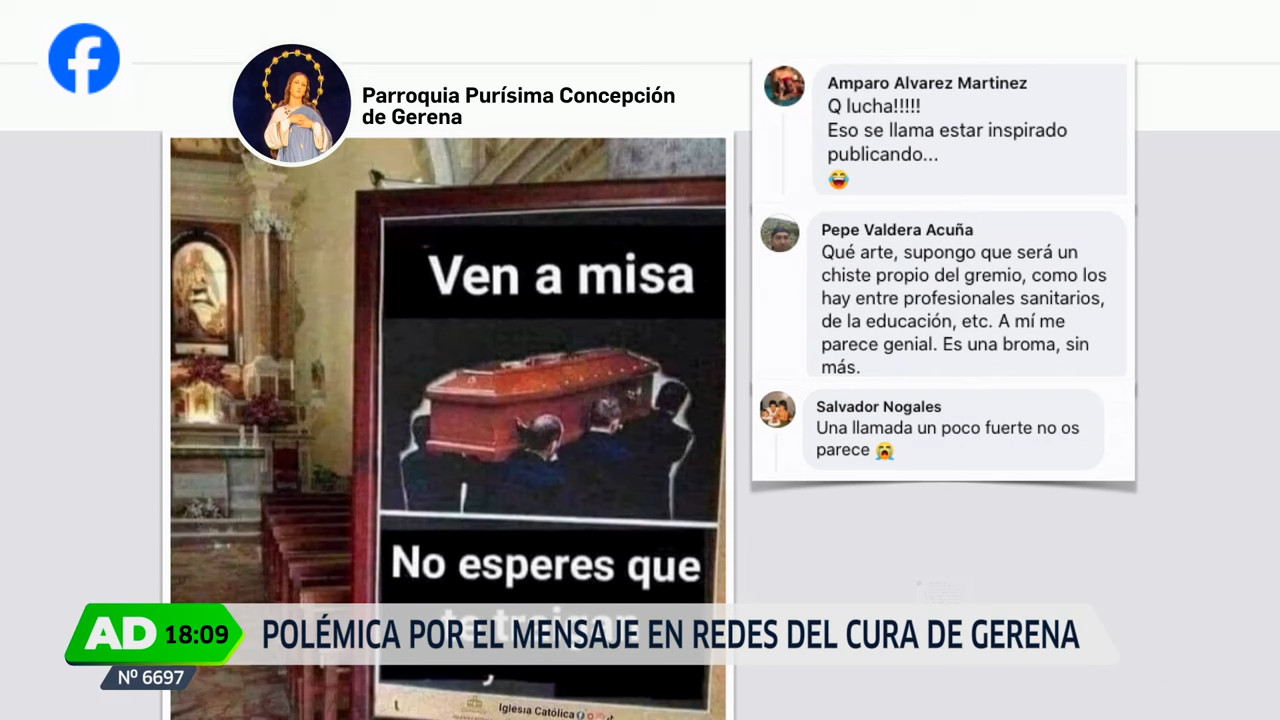 Parroquia Purísima Concepción
de Gerena
Ven a misa
No esperes que
te traigan
Iglesia Católica
Amparo Alvarez Martinez
Q lucha!!!!!
Eso se llama estar inspirado
publicando...
😂
Pepe Valdera Acuña
Qué arte, supongo que será un
chiste propio del gremio, como los
hay entre profesionales sanitarios,
de la educación, etc. A mí me
parece genial. Es una broma, sin
más.
Salvador Nogales
Una llamada un poco fuerte no os
parece 😭
AD 18:09
POLÉMICA POR EL MENSAJE EN REDES DEL CURA DE GERENA
Nº 6697